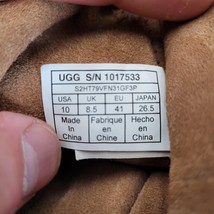 UGG S/N 1017533
S2HT79VFN31GF3P
USA UK EU JAPAN
10 8.5 41 26.5
Made Fabrique Hecho
In en en
China Chine China